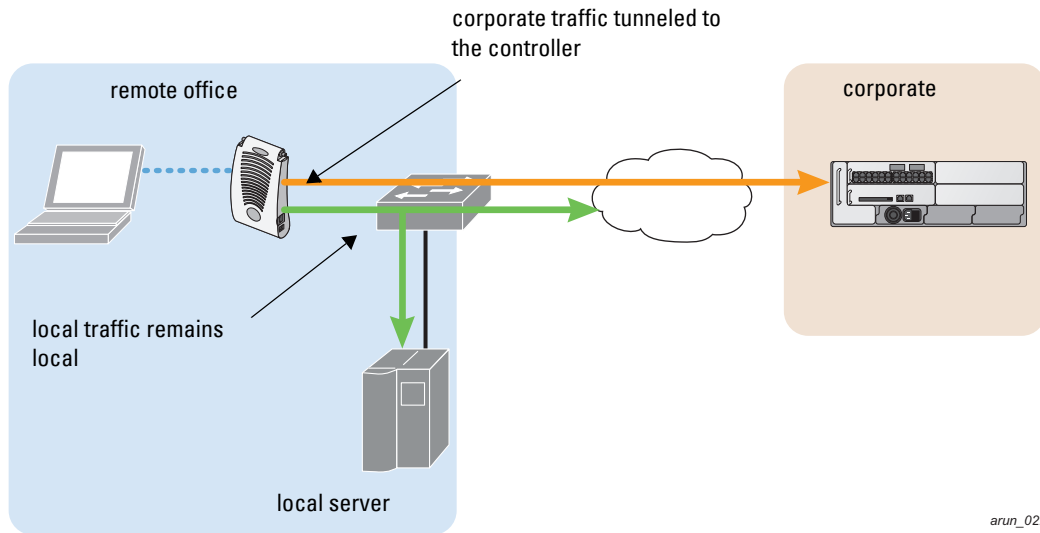 corporate traffic tunneled to
the controller
remote office
corporate
local traffic remains
local
local server
arun_02